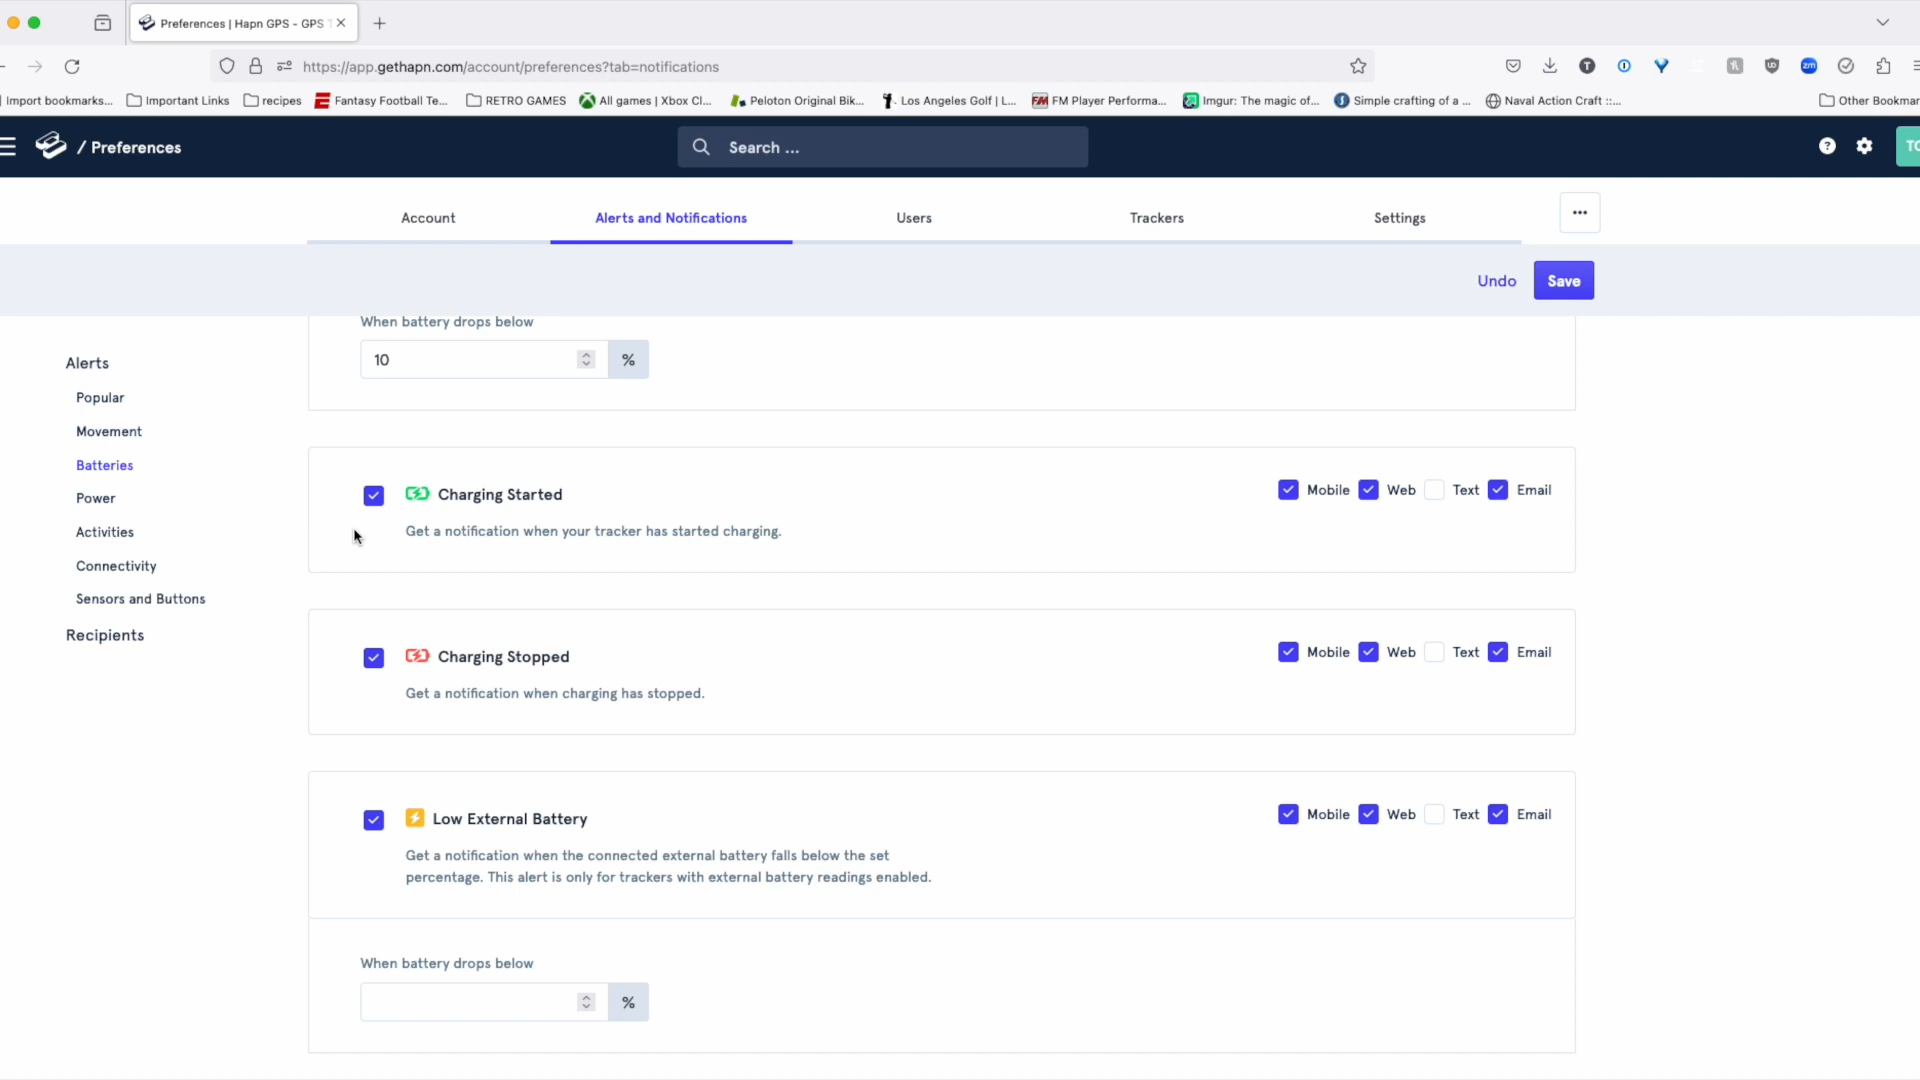 Preferences | Hapn GPS - GPS T
https://app.gethapn.com/account/preferences?tab=notifications
Import bookmarks...
Important Links
recipes
Fantasy Football Te...
RETRO GAMES
All games | Xbox Cl...
Peloton Original Bik...
Los Angeles Golf | L...
FM Player Performa...
Imgur: The magic of...
Simple crafting of a ...
Naval Action Craft ::...
Other Bookmar
/ Preferences
Search ...
TC
Account
Alerts and Notifications
Users
Trackers
Settings
Undo
Save
When battery drops below
10
%
Alerts
Popular
Movement
Batteries
Power
Activities
Connectivity
Sensors and Buttons
Recipients
Charging Started
Mobile Web Text Email
Get a notification when your tracker has started charging.
Charging Stopped
Mobile Web Text Email
Get a notification when charging has stopped.
Low External Battery
Mobile Web Text Email
Get a notification when the connected external battery falls below the set
percentage. This alert is only for trackers with external battery readings enabled.
When battery drops below
%